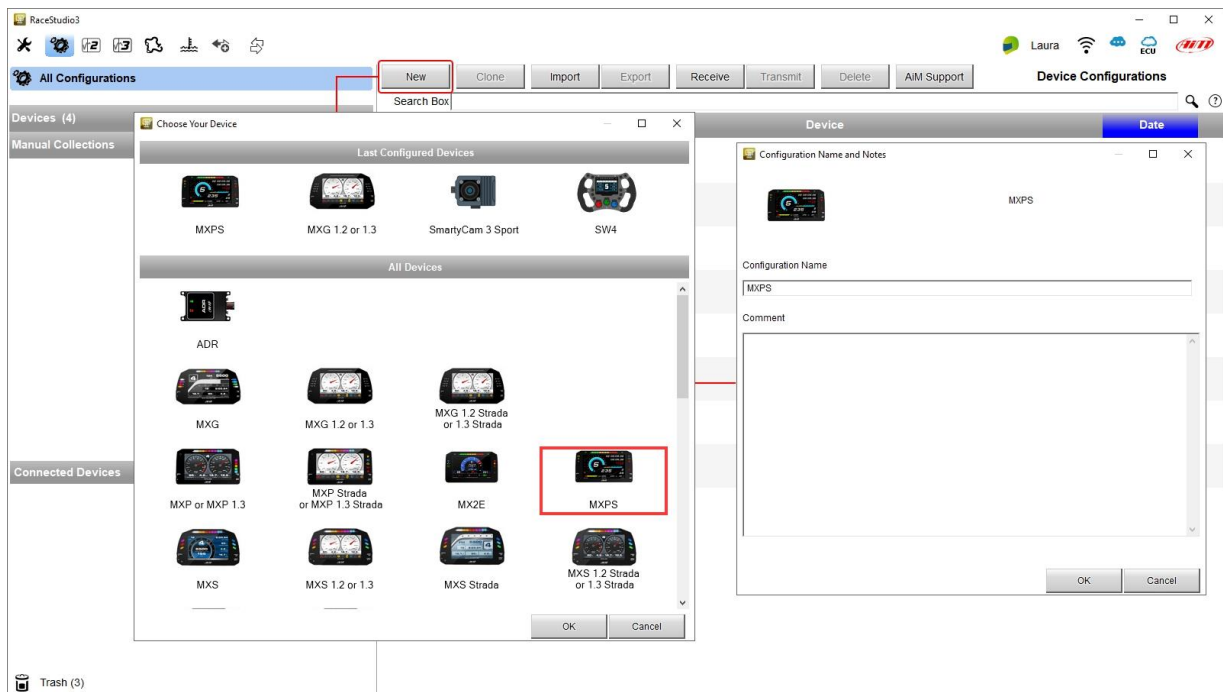 RaceStudio3
Laura
ECU
AiM
All Configurations
New
Clone
Import
Export
Receive
Transmit
Delete
AiM Support
Device Configurations
Search Box
Devices (4)
Manual Collections
Device
Date
Choose Your Device
Last Configured Devices
MXPS
MXG 1.2 or 1.3
SmartyCam 3 Sport
SW4
All Devices
ADR
MXG
MXG 1.2 or 1.3
MXG 1.2 Strada
or 1.3 Strada
MXP or MXP 1.3
MXP Strada
or MXP 1.3 Strada
MX2E
MXPS
MXS
MXS 1.2 or 1.3
MXS Strada
MXS 1.2 Strada
or 1.3 Strada
OK
Cancel
Configuration Name and Notes
MXPS
Configuration Name
MXPS
Comment
OK
Cancel
Connected Devices
Trash (3)